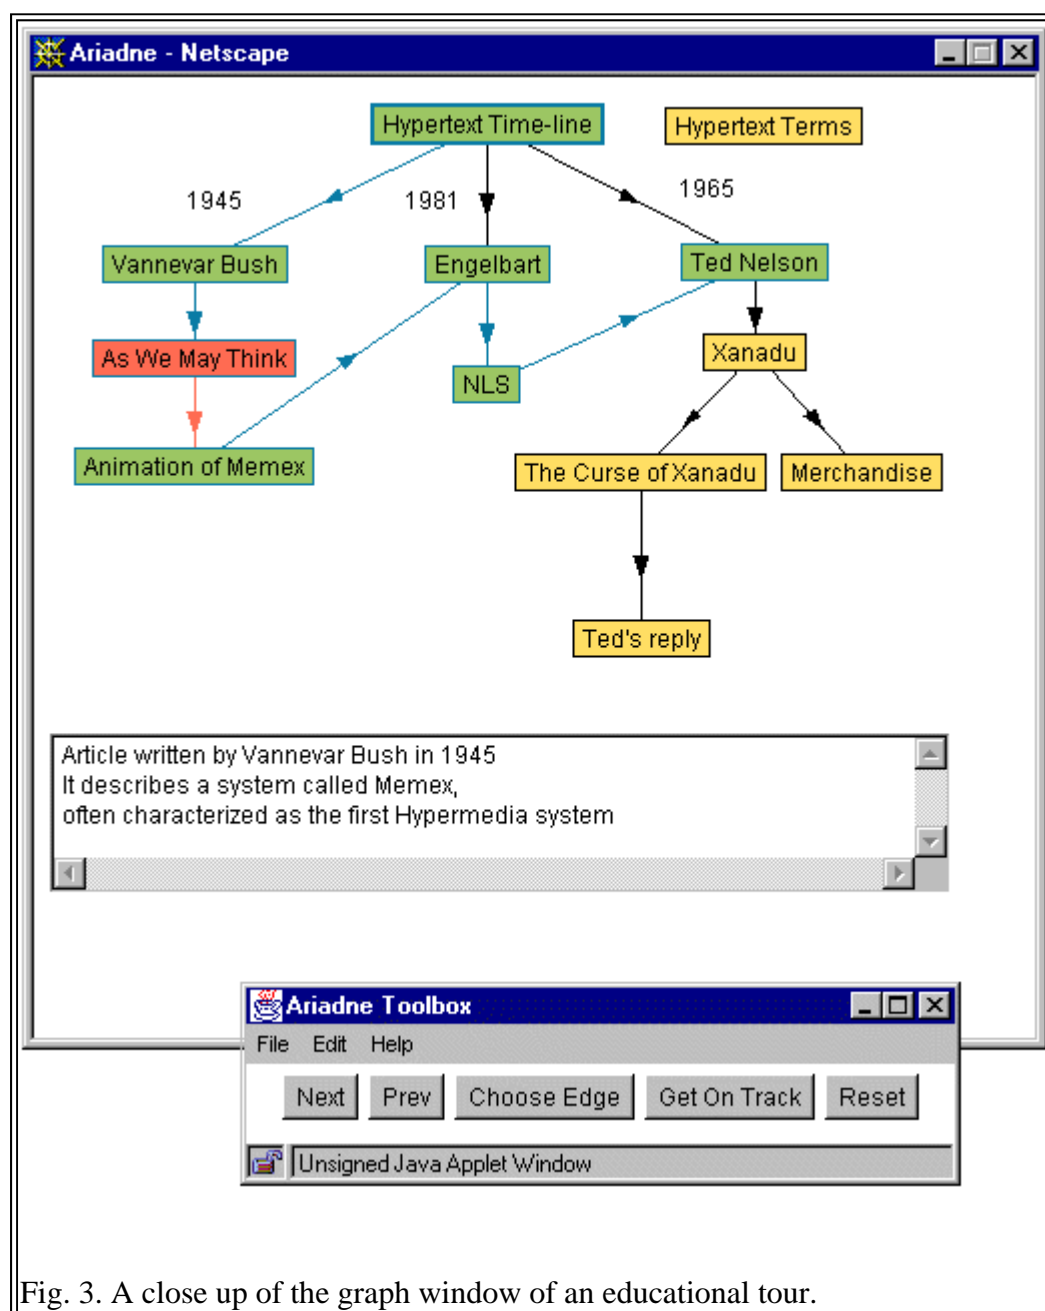 Ariadne - Netscape
Hypertext Time-line
Hypertext Terms
1945
1981
1965
Vannevar Bush
Engelbart
Ted Nelson
As We May Think
NLS
Xanadu
Animation of Memex
The Curse of Xanadu
Merchandise
Ted's reply
Article written by Vannevar Bush in 1945
It describes a system called Memex,
often characterized as the first Hypermedia system
Ariadne Toolbox
File Edit Help
Next Prev Choose Edge Get On Track Reset
Unsigned Java Applet Window
Fig. 3. A close up of the graph window of an educational tour.